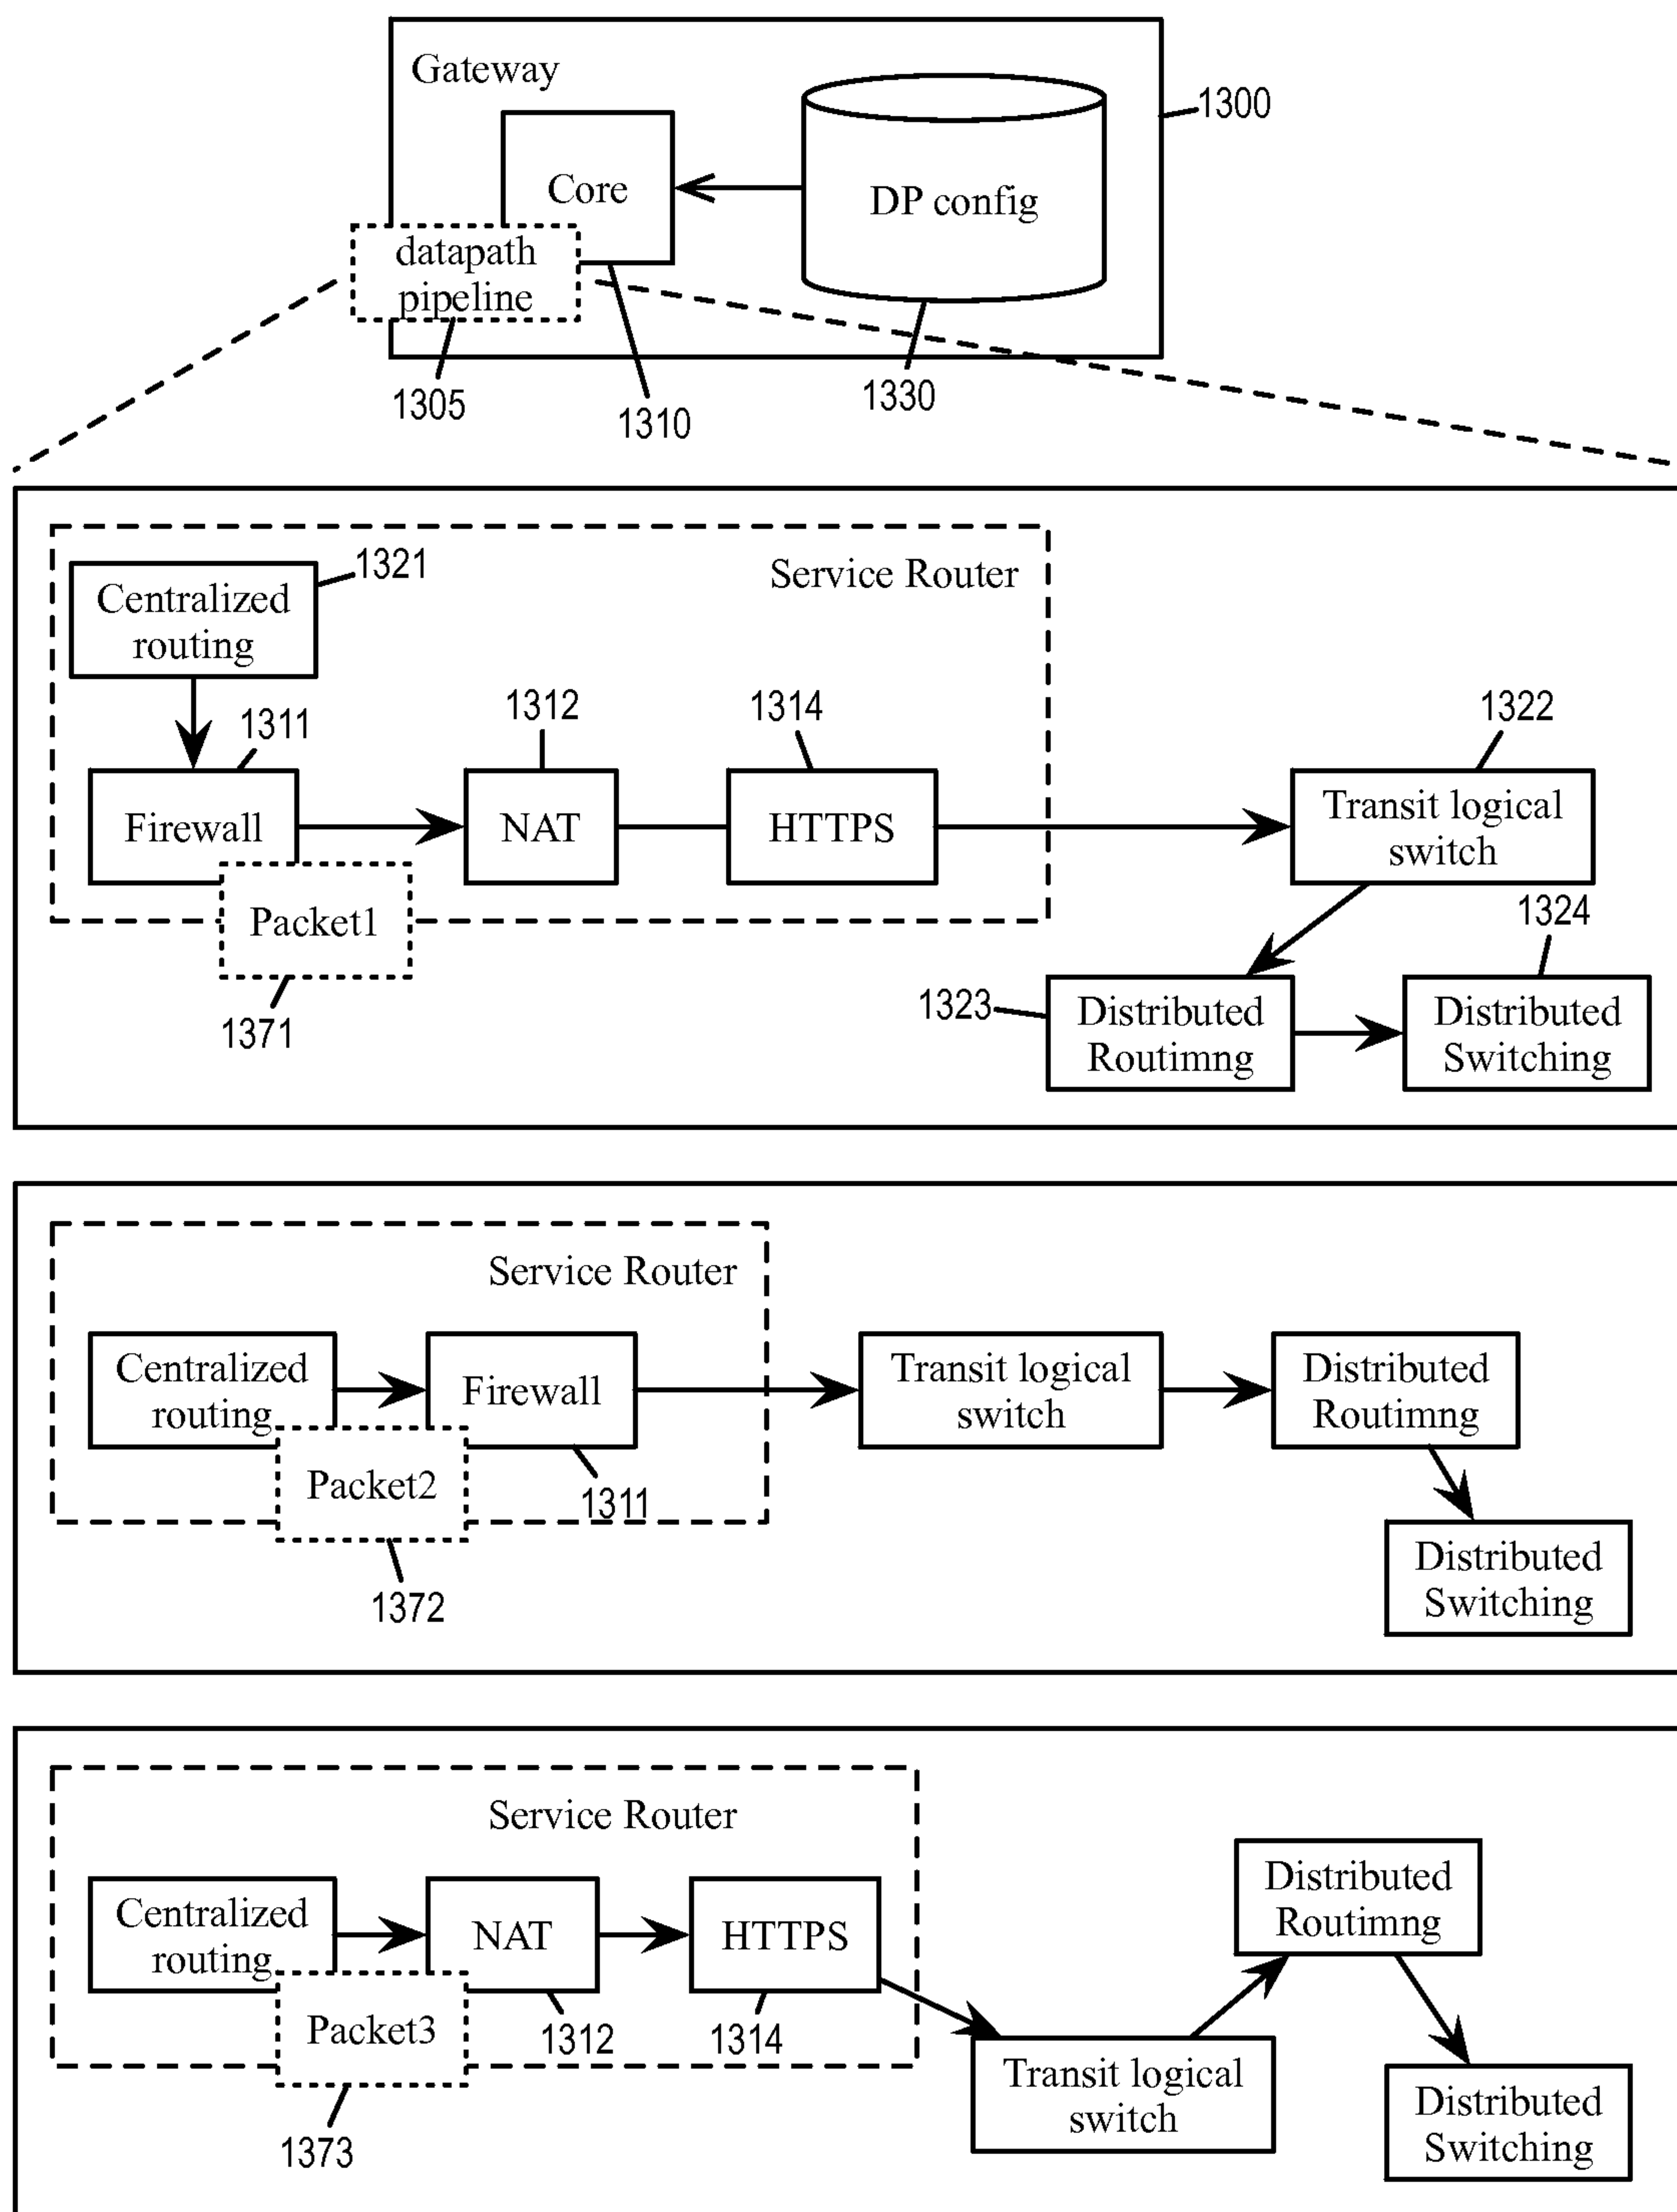 Gateway
1300
Core
DP config
datapath
pipeline
1305
1310
1330
1321
Service Router
Centralized
routing
1311
1312
1314
1322
Firewall
NAT
HTTPS
Transit logical
switch
Packet1
1324
1371
1323
Distributed
Routimng
Distributed
Switching
Service Router
Centralized
routing
Firewall
Transit logical
switch
Distributed
Routimng
Packet2
1311
1372
Distributed
Switching
Service Router
Centralized
routing
NAT
HTTPS
Distributed
Routimng
Packet3
1312
1314
1373
Transit logical
switch
Distributed
Switching